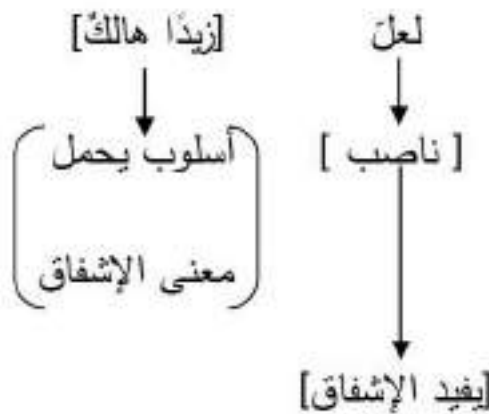 لعلَ [زيدًا هالكٌ]
[ ناصب ] (أسلوب يحمل
معنى الإشفاق)
[يفيد الإشفاق]